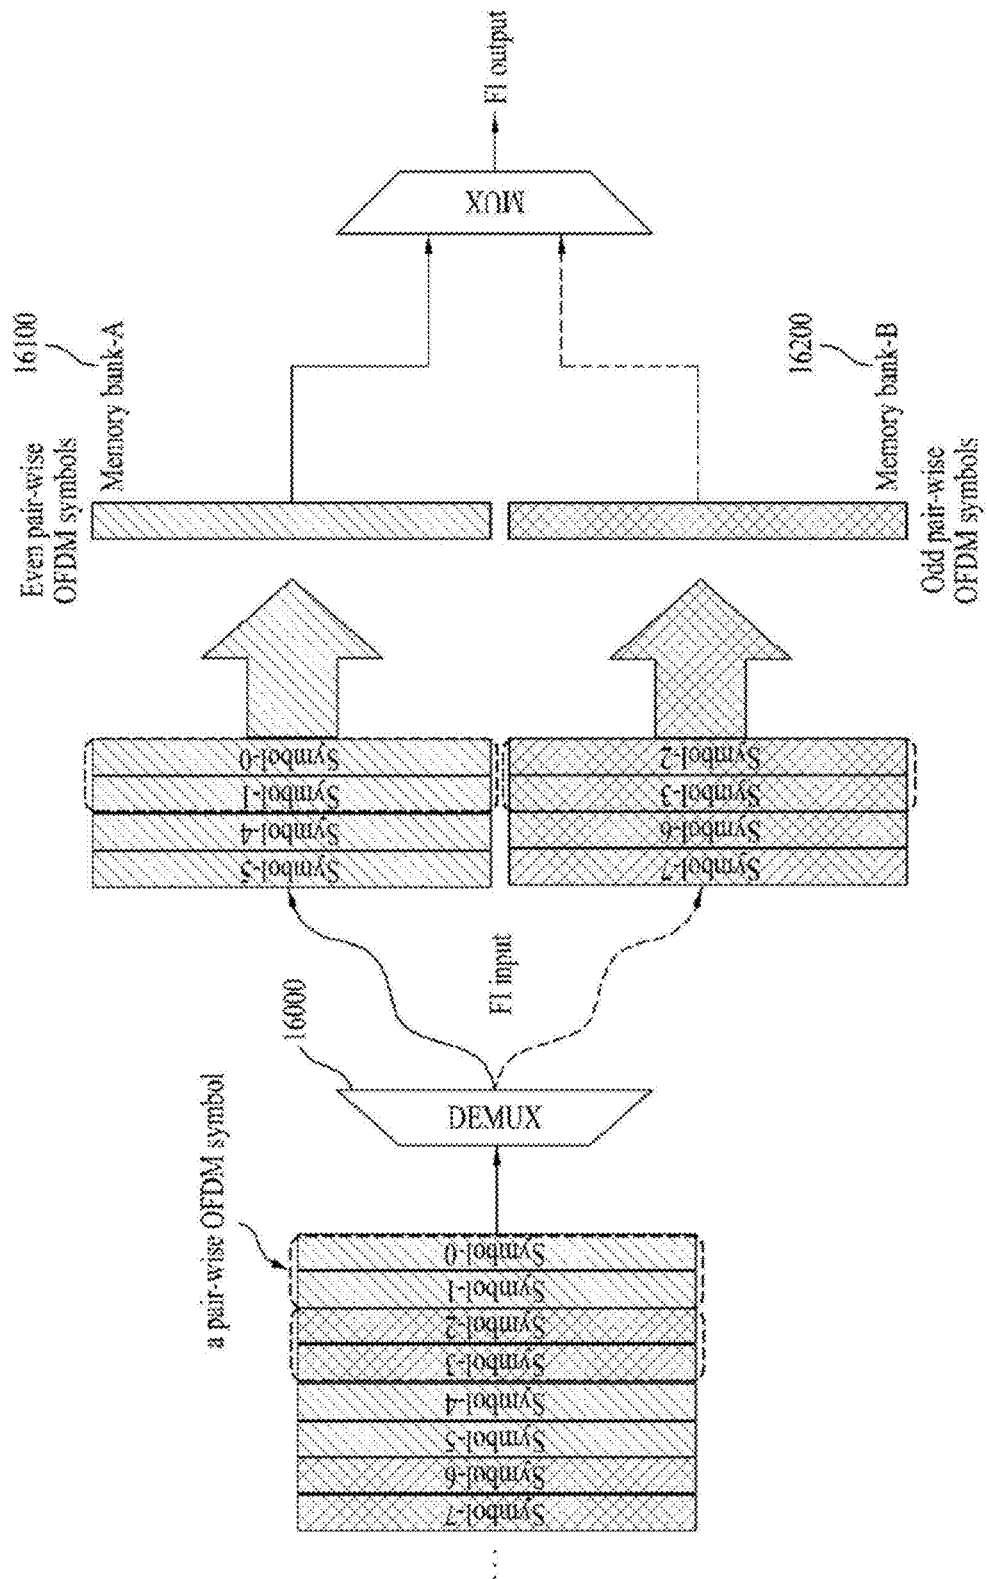 FI output
MUX
16100
Memory bank-A
Even pair-wise
OFDM symbols
16200
Memory bank-B
Odd pair-wise
OFDM symbols
Symbol-0
Symbol-1
Symbol-4
Symbol-5
Symbol-2
Symbol-3
Symbol-6
Symbol-7
FI input
16000
DEMUX
a pair-wise OFDM symbol
Symbol-0
Symbol-1
Symbol-2
Symbol-3
Symbol-4
Symbol-5
Symbol-6
Symbol-7
...